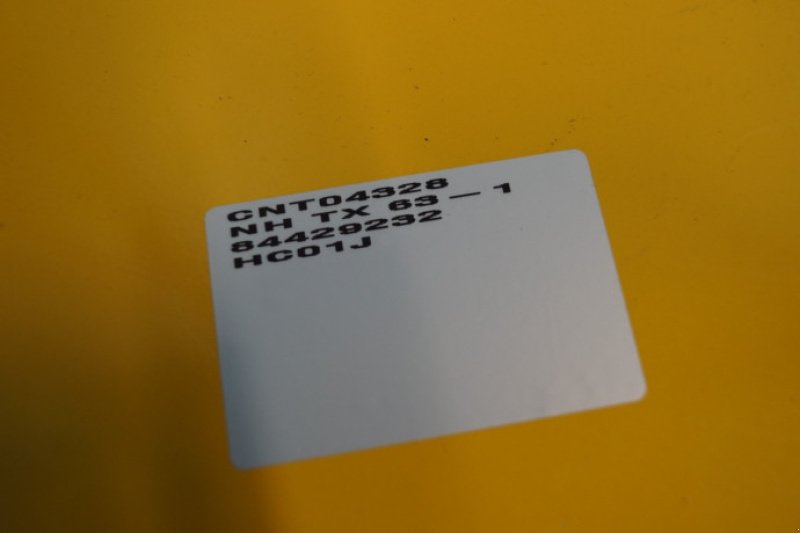 CNT04328
NH TX 63-1
84429232
HC01J